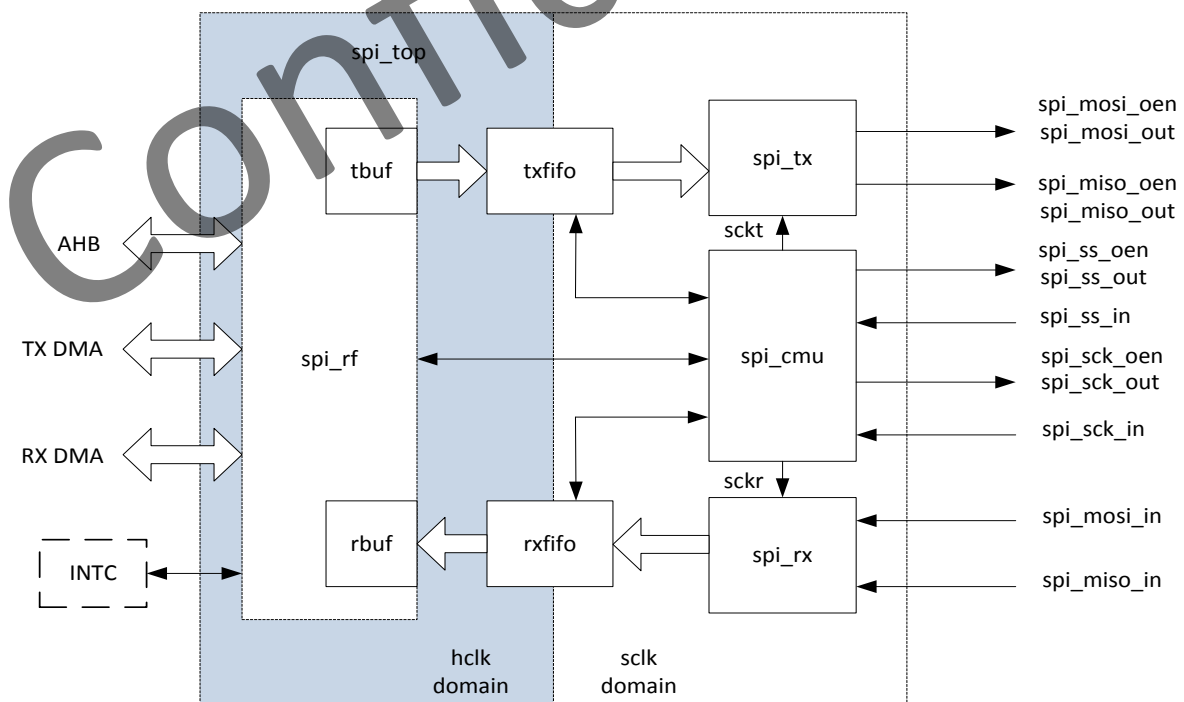 spi_top
tbuf
txfifo
spi_tx
spi_mosi_oen
spi_mosi_out
spi_miso_oen
spi_miso_out
sckt
AHB
spi_ss_oen
spi_ss_out
spi_ss_in
TX DMA
spi_rf
spi_cmu
spi_sck_oen
spi_sck_out
spi_sck_in
RX DMA
sckr
rbuf
rxfifo
spi_rx
spi_mosi_in
spi_miso_in
INTC
hclk
domain
sclk
domain